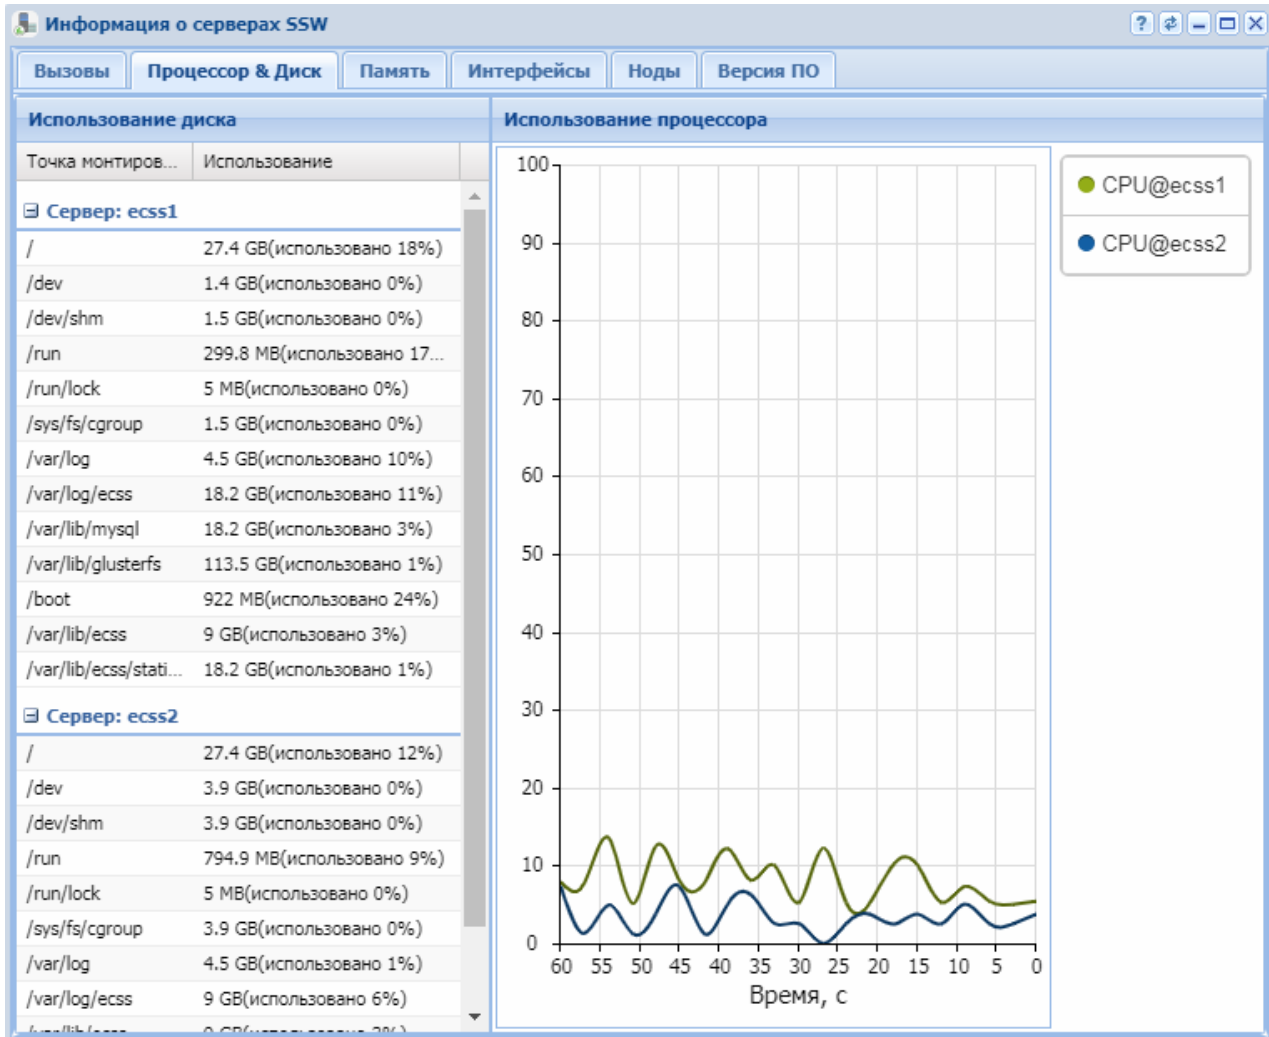 Информация о серверах SSW
Вызовы Процессор & Диск Память Интерфейсы Ноды Версия ПО
Использование диска
Точка монтиров... Использование
Сервер: ecss1
/ 27.4 GB(использовано 18%)
/dev 1.4 GB(использовано 0%)
/dev/shm 1.5 GB(использовано 0%)
/run 299.8 MB(использовано 17...
/run/lock 5 MB(использовано 0%)
/sys/fs/cgroup 1.5 GB(использовано 0%)
/var/log 4.5 GB(использовано 10%)
/var/log/ecss 18.2 GB(использовано 11%)
/var/lib/mysql 18.2 GB(использовано 3%)
/var/lib/glusterfs 113.5 GB(использовано 1%)
/boot 922 MB(использовано 24%)
/var/lib/ecss 9 GB(использовано 3%)
/var/lib/ecss/stati... 18.2 GB(использовано 1%)
Сервер: ecss2
/ 27.4 GB(использовано 12%)
/dev 3.9 GB(использовано 0%)
/dev/shm 3.9 GB(использовано 0%)
/run 794.9 MB(использовано 9%)
/run/lock 5 MB(использовано 0%)
/sys/fs/cgroup 3.9 GB(использовано 0%)
/var/log 4.5 GB(использовано 1%)
/var/log/ecss 9 GB(использовано 6%)
Использование процессора
100
90
80
70
60
50
40
30
20
10
0
60 55 50 45 40 35 30 25 20 15 10 5 0
Время, с
CPU@ecss1
CPU@ecss2